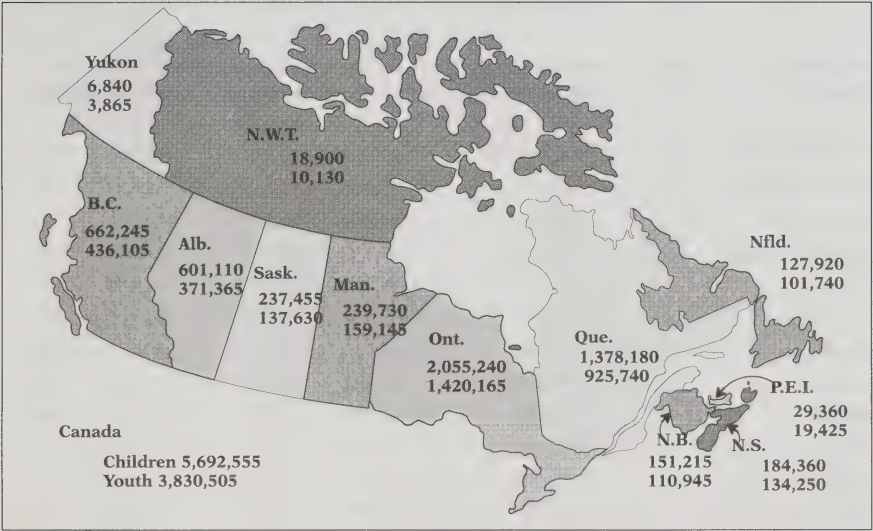 Yukon
6,840
3,865
N.W.T.
18,900
10,130
B.C.
662,245
436,105
Alb.
601,110
371,365
Sask.
237,455
137,630
Man.
239,730
159,145
Ont.
2,055,240
1,420,165
Que.
1,378,180
925,740
Nfld.
127,920
101,740
P.E.I.
29,360
19,425
N.B.
151,215
110,945
N.S.
184,360
134,250
Canada
Children 5,692,555
Youth 3,830,505